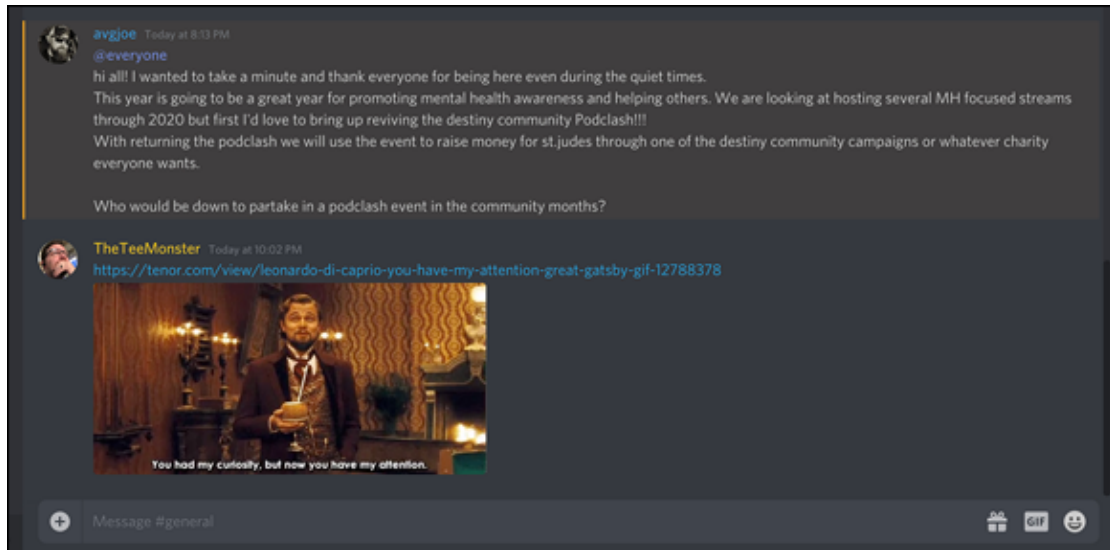 avgjoe Today at 8:13 PM
@everyone
hi all! I wanted to take a minute and thank everyone for being here even during the quiet times.
This year is going to be a great year for promoting mental health awareness and helping others. We are looking at hosting several MH focused streams
through 2020 but first I'd love to bring up reviving the destiny community Podclash!!!
With returning the podclash we will use the event to raise money for st.judes through one of the destiny community campaigns or whatever charity
everyone wants.
Who would be down to partake in a podclash event in the community months?
TheTeeMonster Today at 10:02 PM
https://tenor.com/view/leonardo-di-caprio-you-have-my-attention-great-gatsby-gif-12788378
You had my curiosity, but now you have my attention.
Message #general
GIF